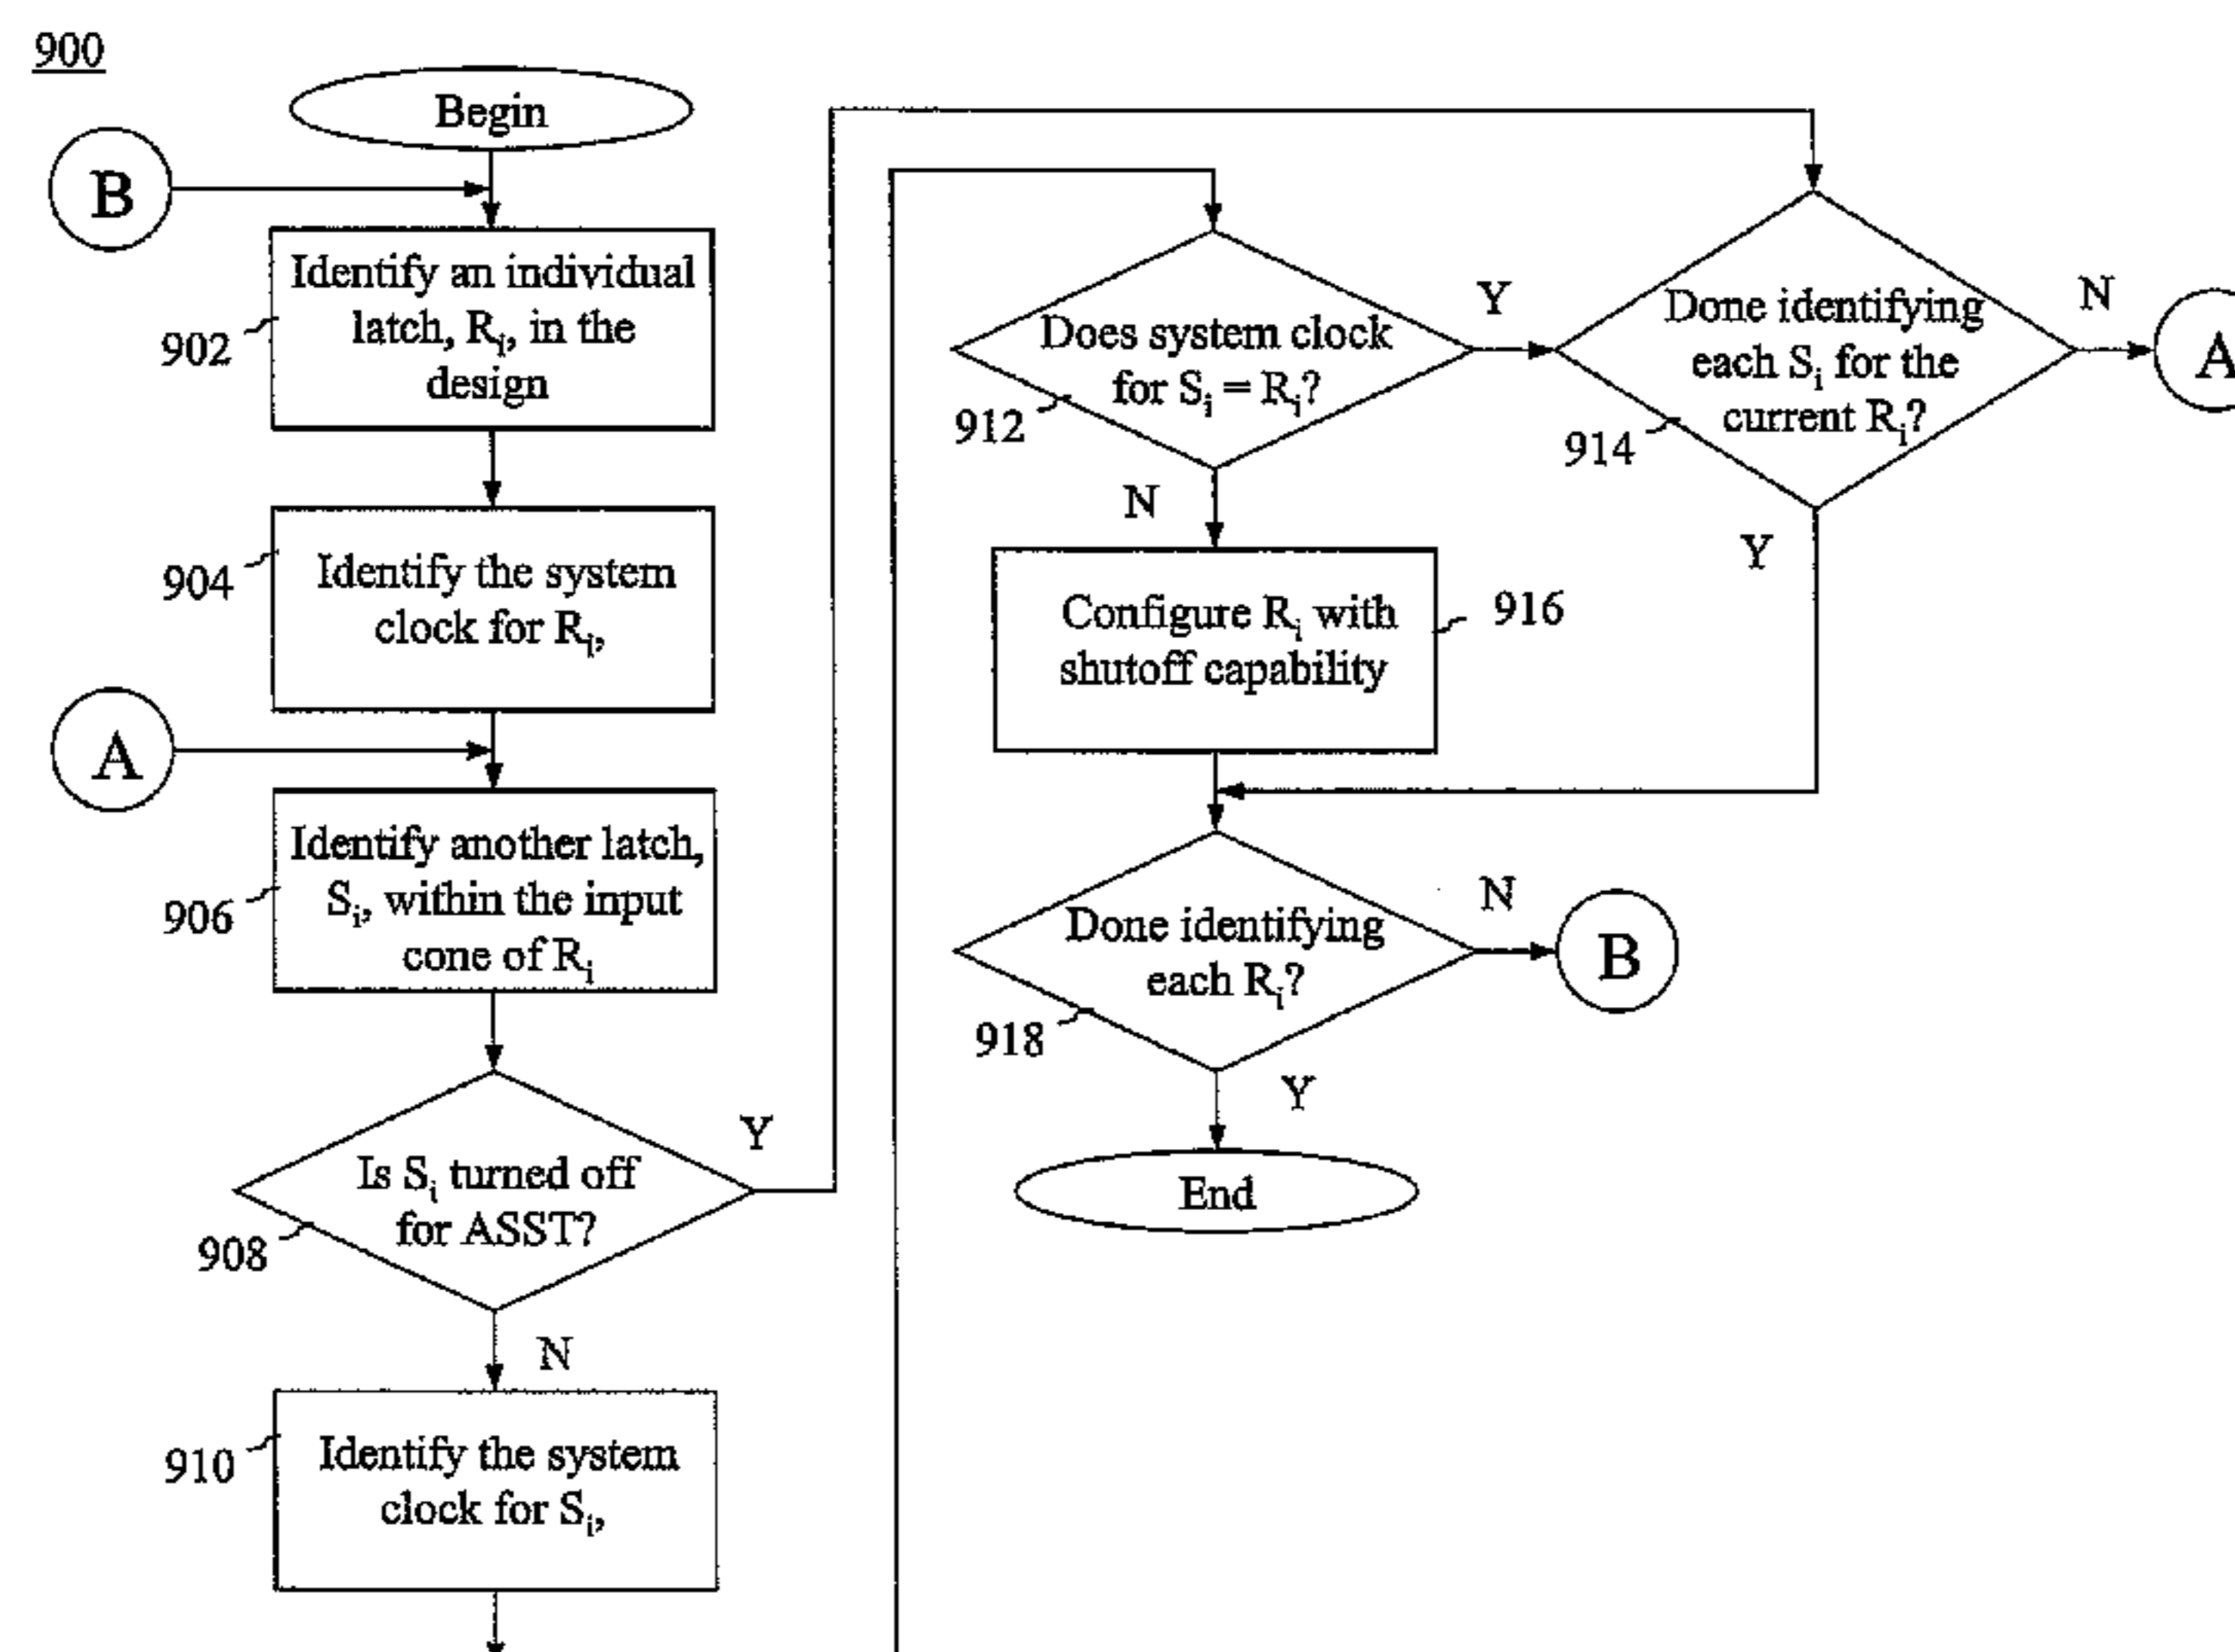 900
Begin
B
Identify an individual
latch, Rᵢ, in the
design
902
Identify the system
clock for Rᵢ,
904
A
Identify another latch,
Sᵢ, within the input
cone of Rᵢ
906
Is Sᵢ turned off
for ASST?
908
Y
N
Identify the system
clock for Sᵢ,
910
Does system clock
for Sᵢ = Rᵢ?
912
Y
N
Done identifying
each Sᵢ for the
current Rᵢ?
914
N
A
Y
Configure Rᵢ with
shutoff capability
916
Done identifying
each Rᵢ?
918
N
B
Y
End